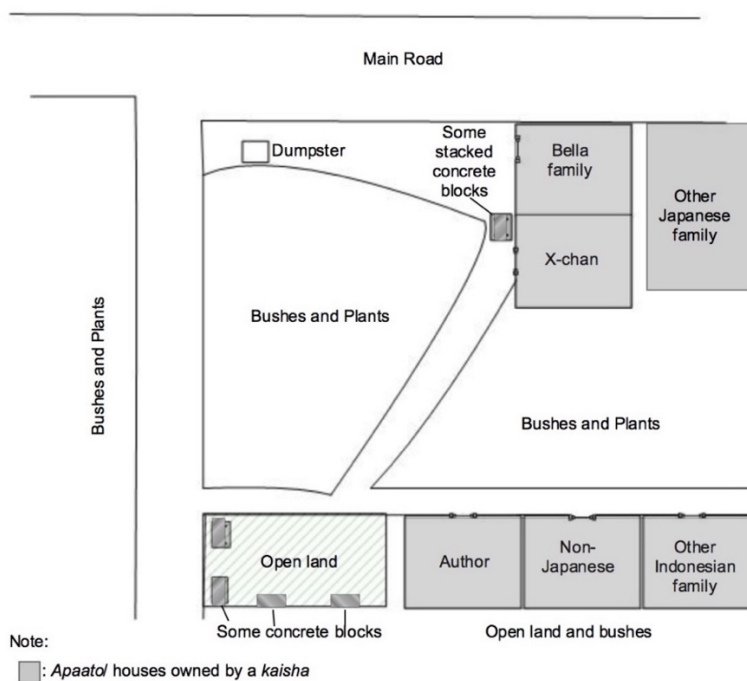 Main Road
Some
stacked
concrete
blocks
Dumpster
Bella
family
Other
Japanese
family
X-chan
Bushes and Plants
Bushes and Plants
Bushes and Plants
Open land
Author
Non-
Japanese
Other
Indonesian
family
Some concrete blocks
Open land and bushes
Note:
: Apaato/ houses owned by a kaisha